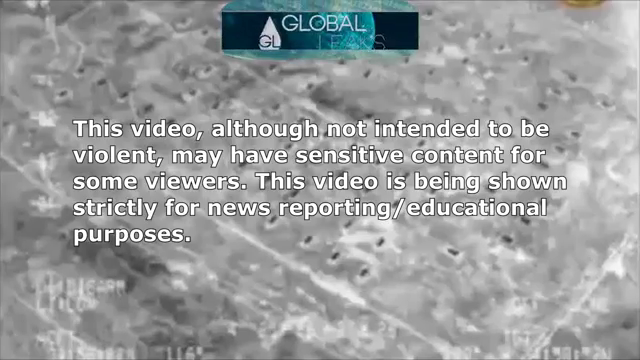 GLOBAL
GL LEAKS
This video, although not intended to be
violent, may have sensitive content for
some viewers. This video is being shown
strictly for news reporting/educational
purposes.